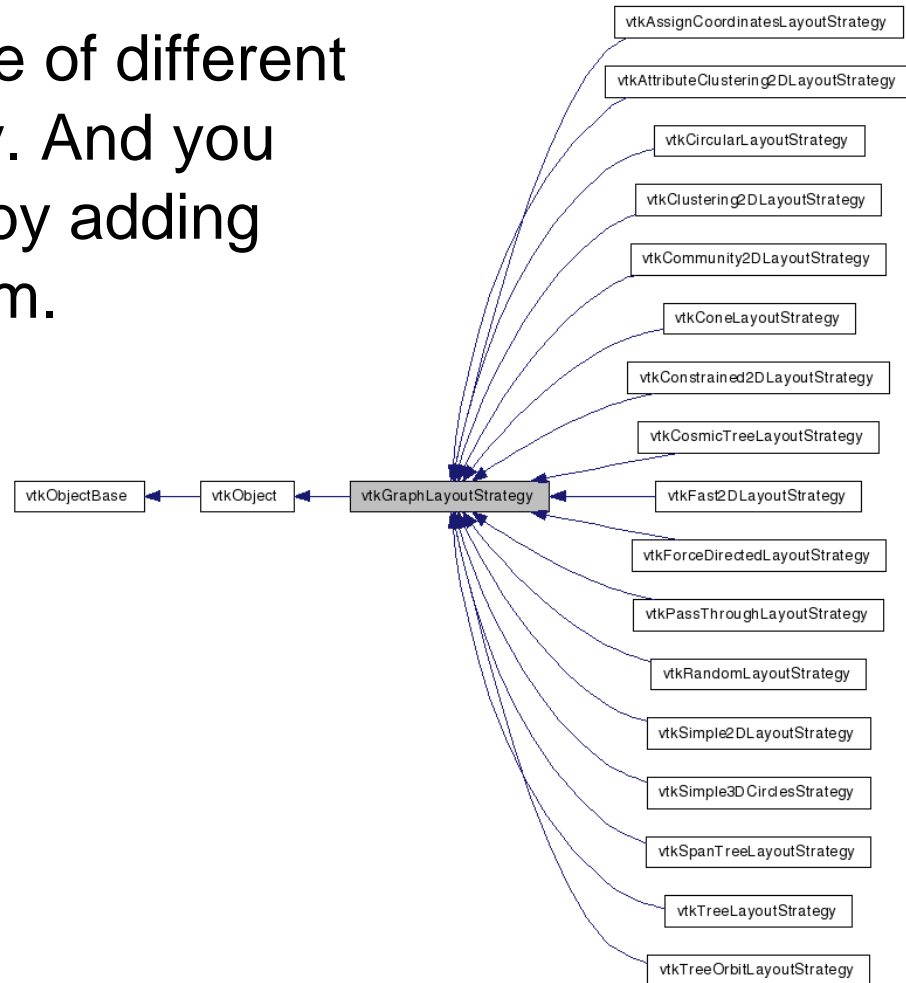 e of different
y. And you
by adding
m.
vtkAssignCoordinatesLayoutStrategy
vtkAttributeClustering2DLayoutStrategy
vtkCircularLayoutStrategy
vtkClustering2DLayoutStrategy
vtkCommunity2DLayoutStrategy
vtkConeLayoutStrategy
vtkConstrained2DLayoutStrategy
vtkCosmicTreeLayoutStrategy
vtkObjectBase
vtkObject
vtkGraphLayoutStrategy
vtkFast2DLayoutStrategy
vtkForceDirectedLayoutStrategy
vtkPassThroughLayoutStrategy
vtkRandomLayoutStrategy
vtkSimple2DLayoutStrategy
vtkSimple3DCirclesStrategy
vtkSpanTreeLayoutStrategy
vtkTreeLayoutStrategy
vtkTreeOrbitLayoutStrategy